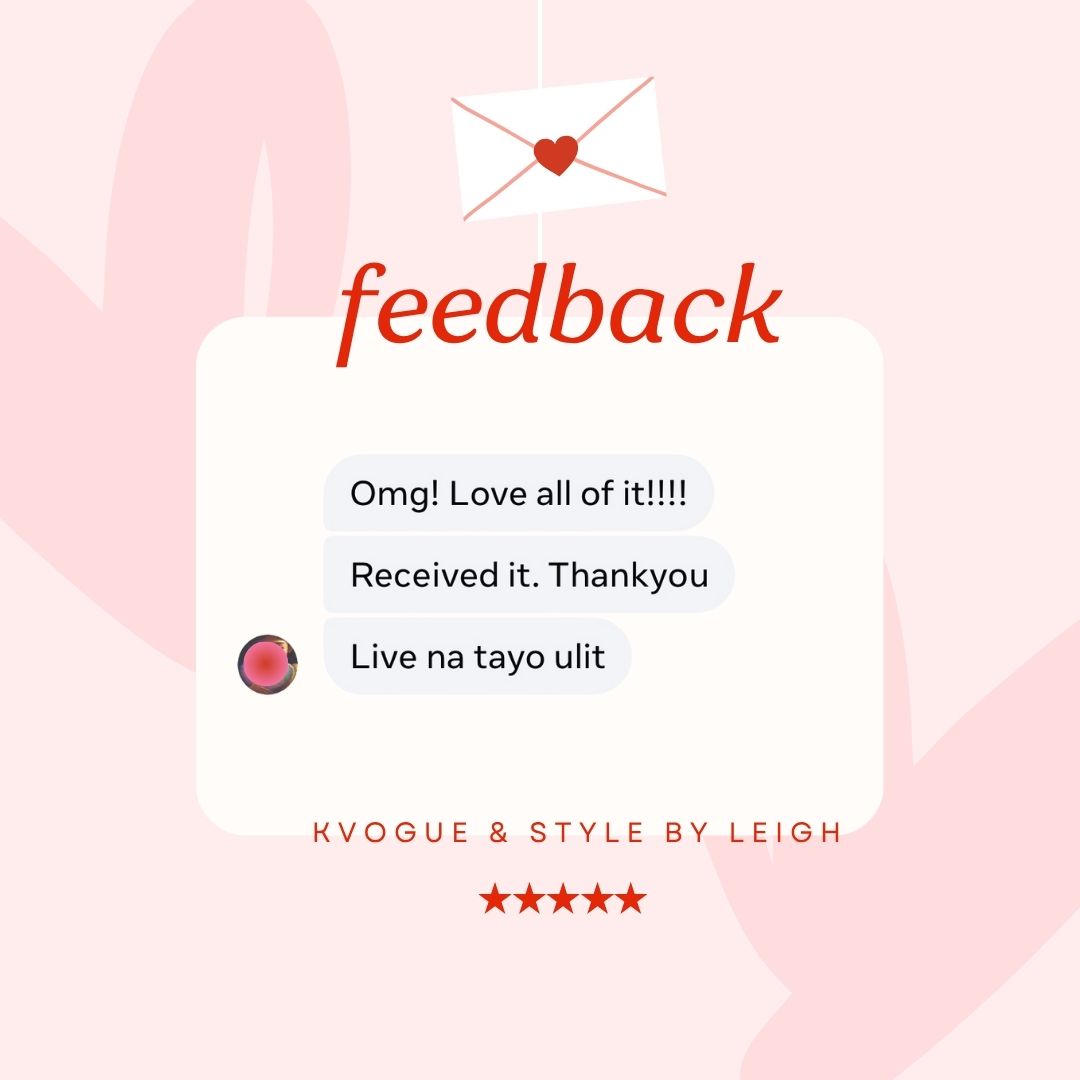 feedback
Omg! Love all of it!!!!
Received it. Thankyou
Live na tayo ulit
KVOGUE & STYLE BY LEIGH
★★★★★